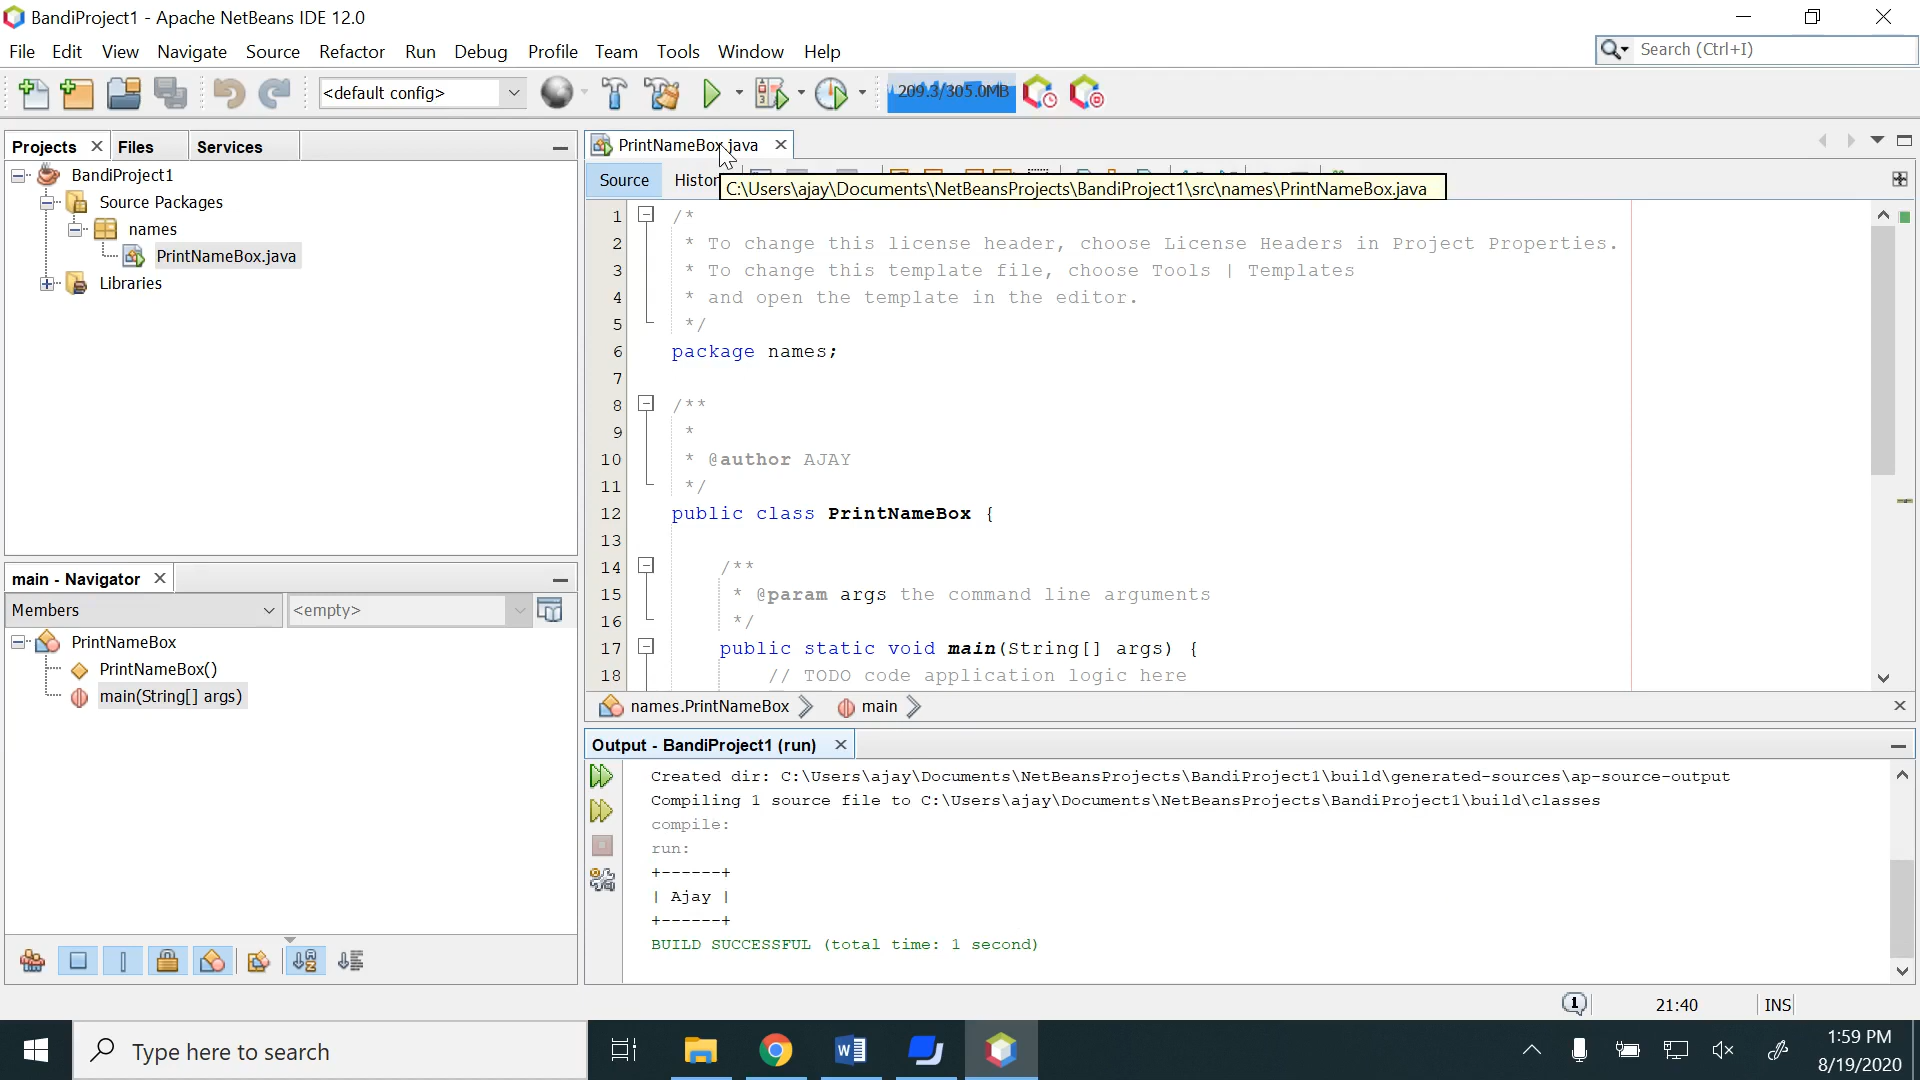 BandiProject1 - Apache NetBeans IDE 12.0
File Edit View Navigate Source Refactor Run Debug Profile Team Tools Window Help
Search (Ctrl+I)
<default config>
209.3/305.0MB
Projects Files Services
BandiProject1
Source Packages
names
PrintNameBox.java
Libraries
main - Navigator
Members <empty>
PrintNameBox
PrintNameBox()
main(String[] args)
PrintNameBox.java
Source Histor
C:\Users\ajay\Documents\NetBeansProjects\BandiProject1\src\names\PrintNameBox.java
1 /*
2 * To change this license header, choose License Headers in Project Properties.
3 * To change this template file, choose Tools | Templates
4 * and open the template in the editor.
5 */
6 package names;
7
8 /**
9 *
10 * @author AJAY
11 */
12 public class PrintNameBox {
13
14 /**
15 * @param args the command line arguments
16 */
17 public static void main(String[] args) {
18 // TODO code application logic here
names.PrintNameBox main
Output - BandiProject1 (run)
Created dir: C:\Users\ajay\Documents\NetBeansProjects\BandiProject1\build\generated-sources\ap-source-output
Compiling 1 source file to C:\Users\ajay\Documents\NetBeansProjects\BandiProject1\build\classes
compile:
run:
+------+
| Ajay |
+------+
BUILD SUCCESSFUL (total time: 1 second)
21:40 INS
Type here to search
1:59 PM
8/19/2020